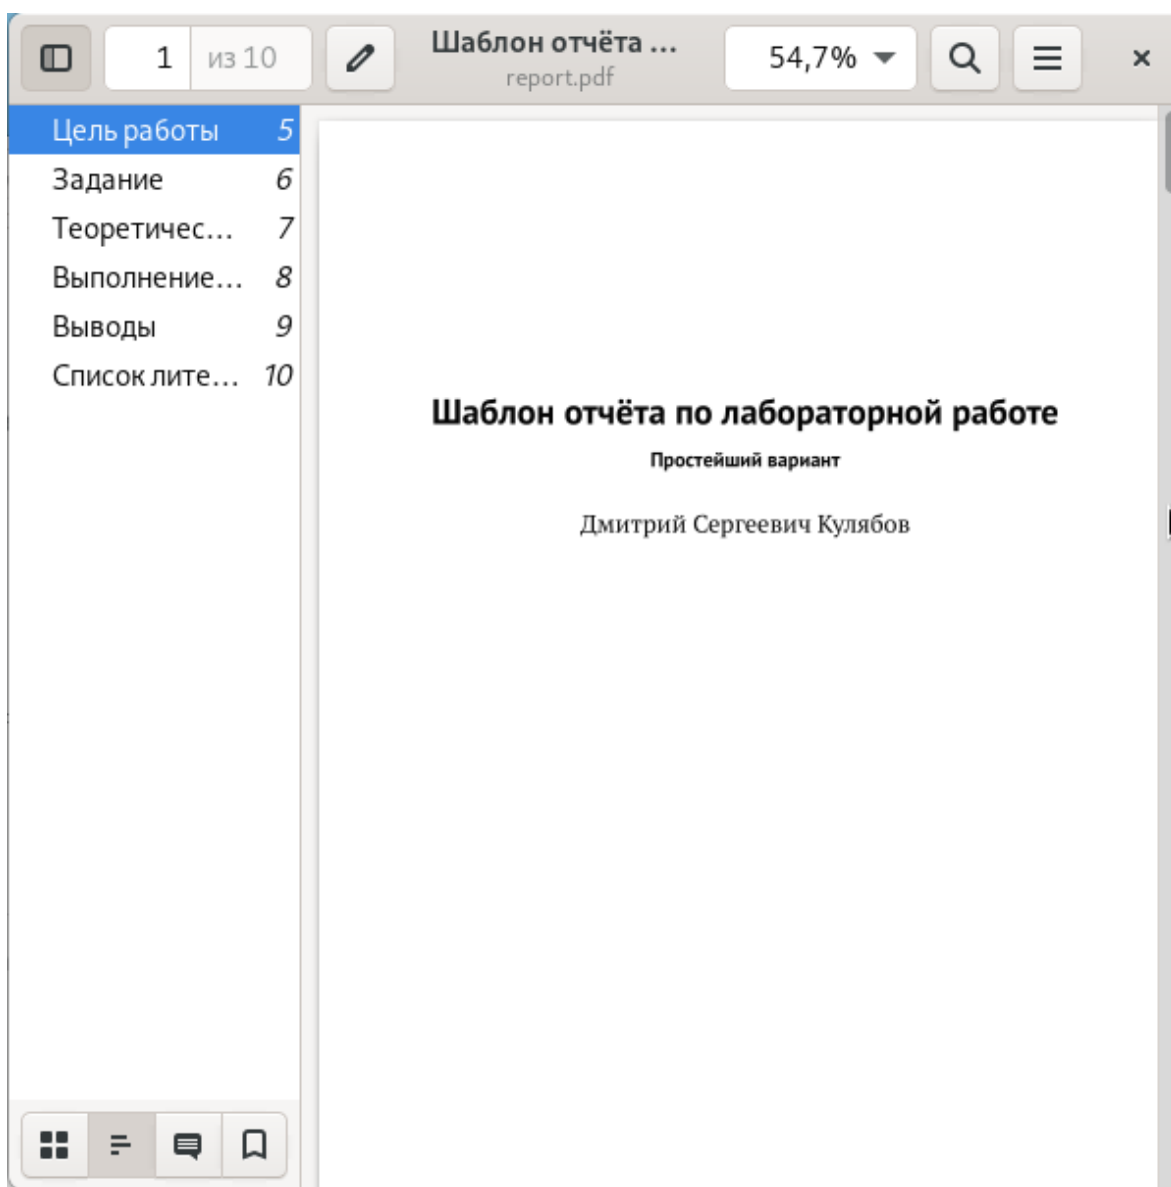 1 из 10 Шаблон отчёта ... 54,7%
report.pdf
Цель работы 5
Задание 6
Теоретичес... 7
Выполнение... 8
Выводы 9
Список лите... 10
Шаблон отчёта по лабораторной работе
Простейший вариант
Дмитрий Сергеевич Кулябов